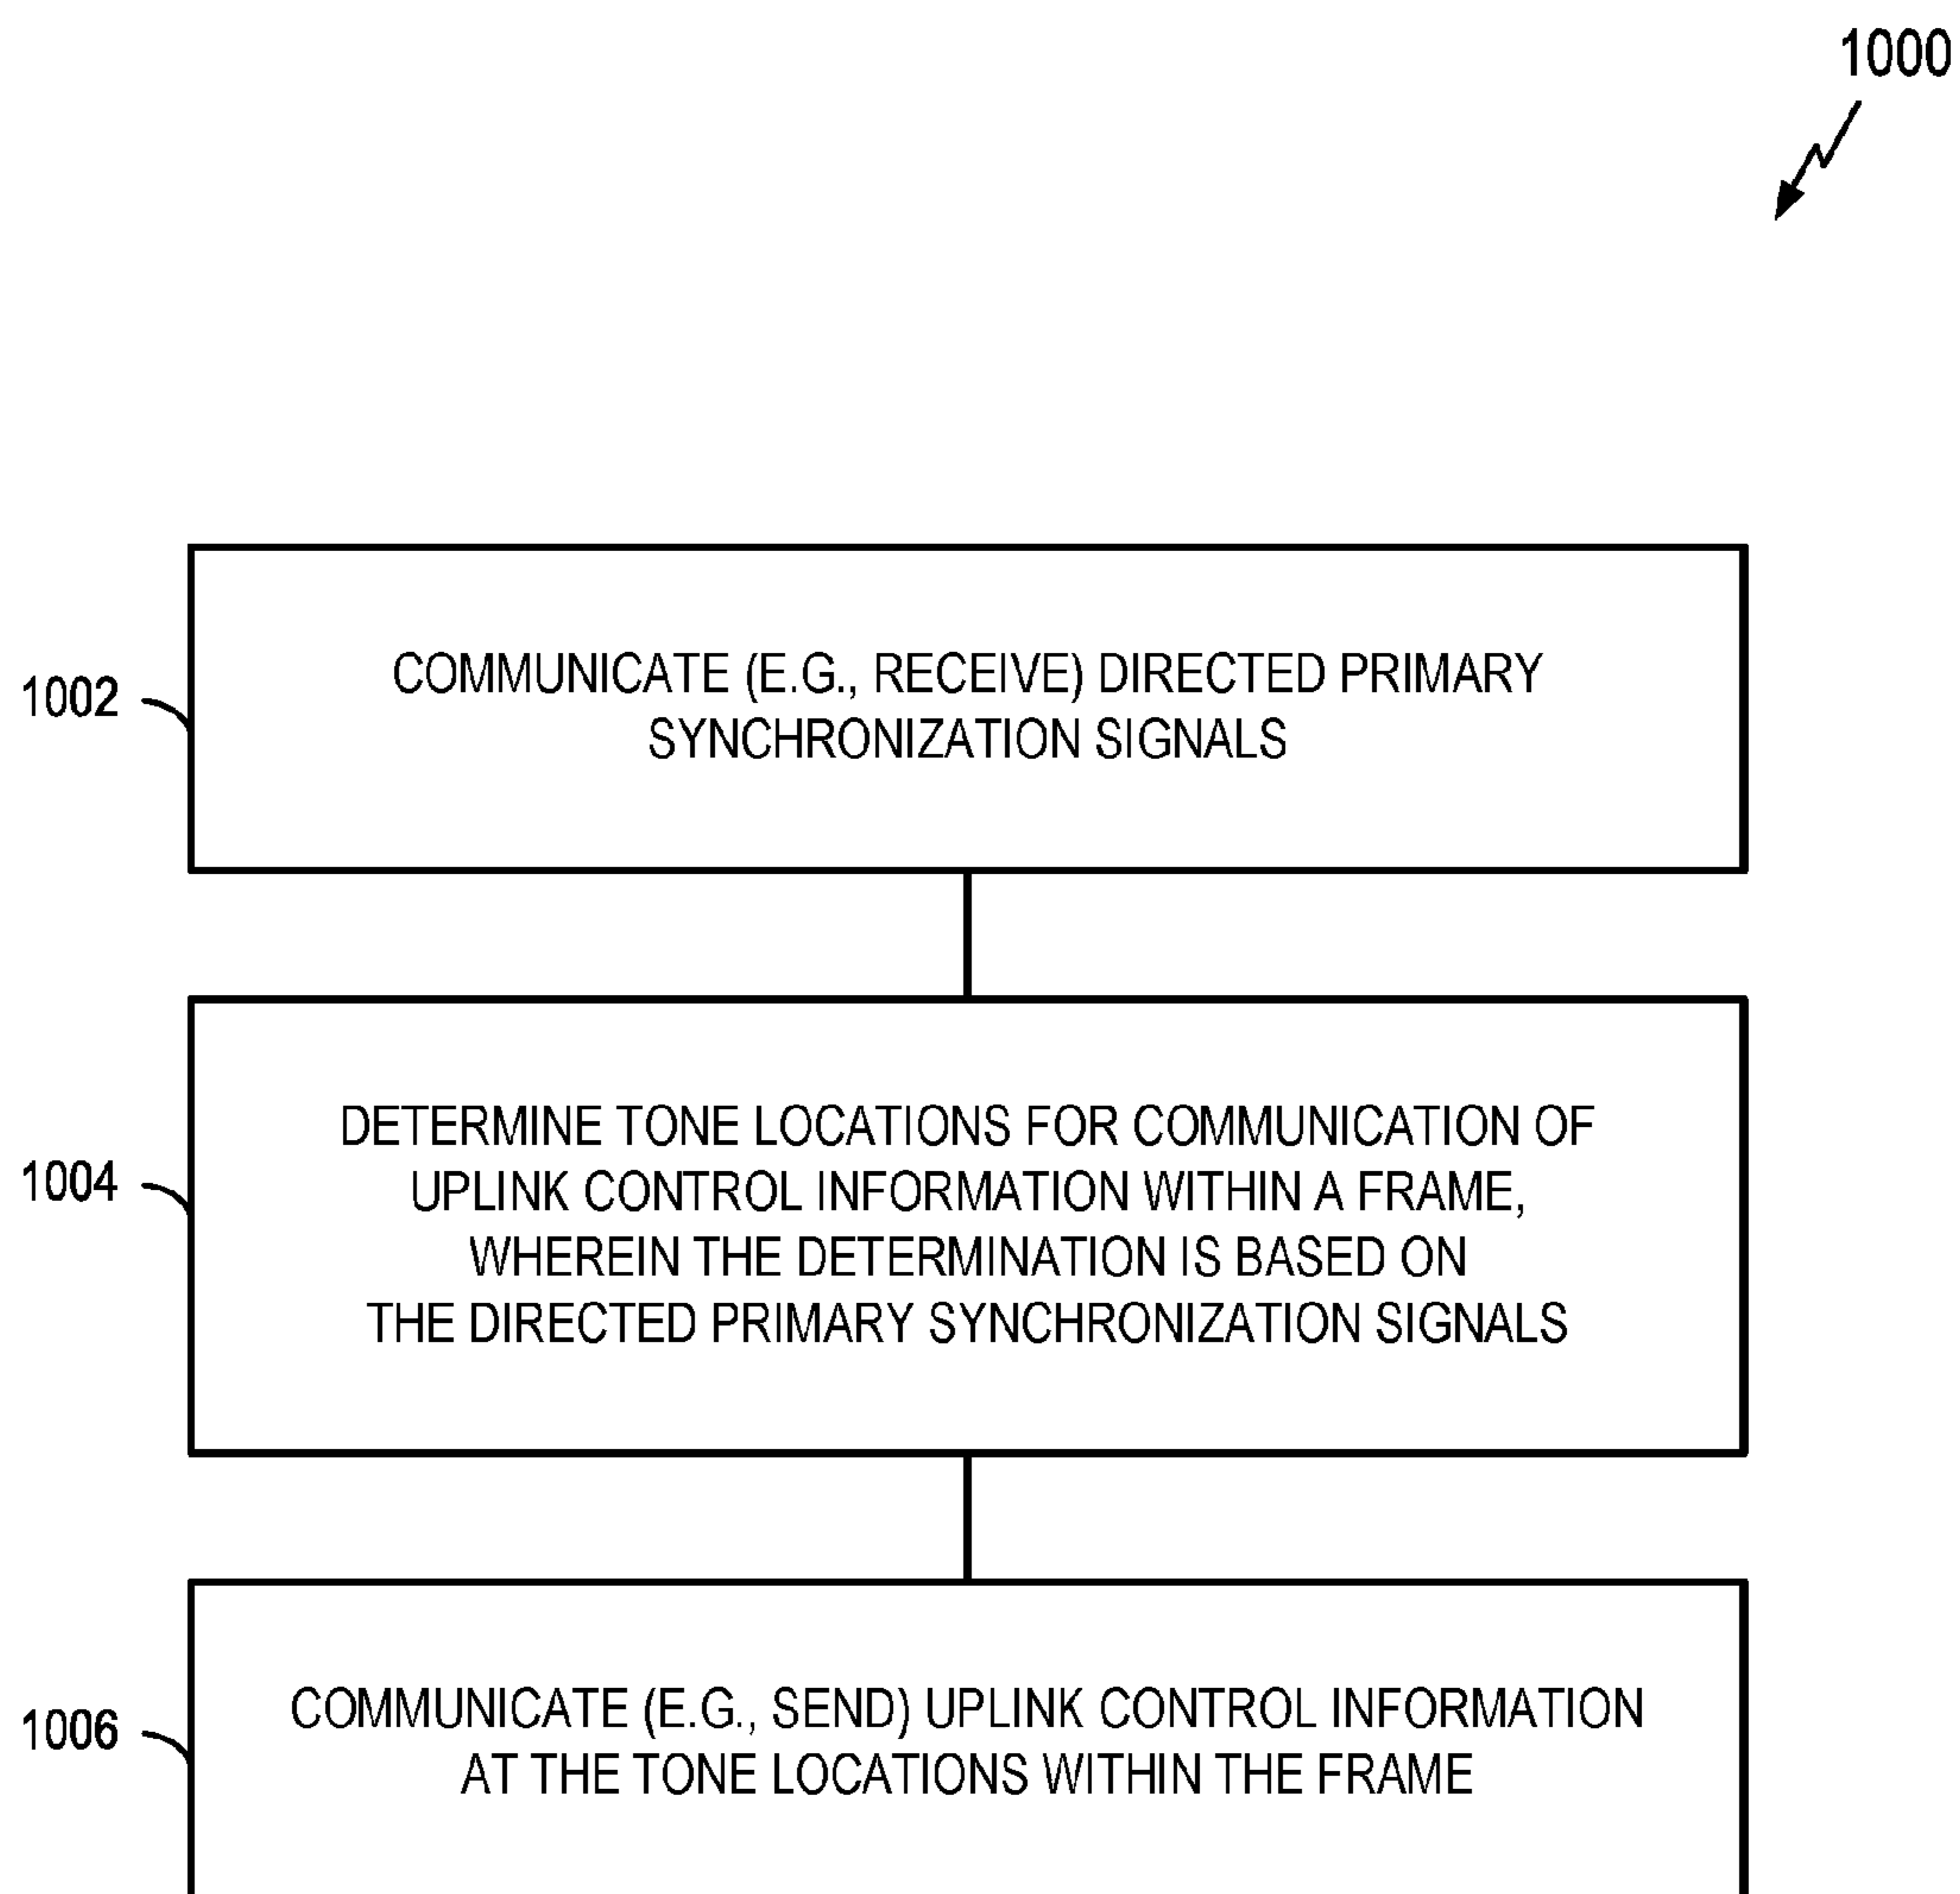 1000
1002
COMMUNICATE (E.G., RECEIVE) DIRECTED PRIMARY
SYNCHRONIZATION SIGNALS
1004
DETERMINE TONE LOCATIONS FOR COMMUNICATION OF
UPLINK CONTROL INFORMATION WITHIN A FRAME,
WHEREIN THE DETERMINATION IS BASED ON
THE DIRECTED PRIMARY SYNCHRONIZATION SIGNALS
1006
COMMUNICATE (E.G., SEND) UPLINK CONTROL INFORMATION
AT THE TONE LOCATIONS WITHIN THE FRAME